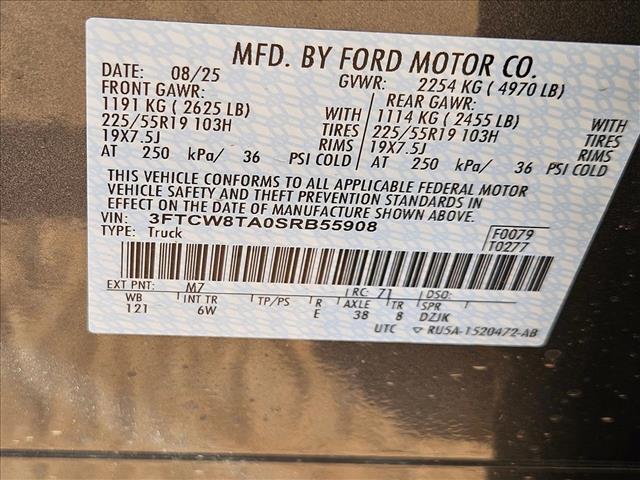 MFD. BY FORD MOTOR CO.
DATE: 08/25 GVWR: 2254 KG ( 4970 LB)
FRONT GAWR: REAR GAWR:
1191 KG ( 2625 LB) WITH 1114 KG ( 2455 LB) WITH
225/55R19 103H TIRES 225/55R19 103H TIRES
19X7.5J RIMS 19X7.5J RIMS
AT 250 kPa/ 36 PSI COLD AT 250 kPa/ 36 PSI COLD
THIS VEHICLE CONFORMS TO ALL APPLICABLE FEDERAL MOTOR
VEHICLE SAFETY AND THEFT PREVENTION STANDARDS IN
EFFECT ON THE DATE OF MANUFACTURE SHOWN ABOVE.
VIN: 3FTCW8TA0SRB55908 F0079
TYPE: Truck T0277
EXT PNT: M7 RC: 71 DSO:
WB INT TR TP/PS R AXLE TR SPR
121 6W E 38 8 DZJK
UTC ▽ RU5A-1520472-AB